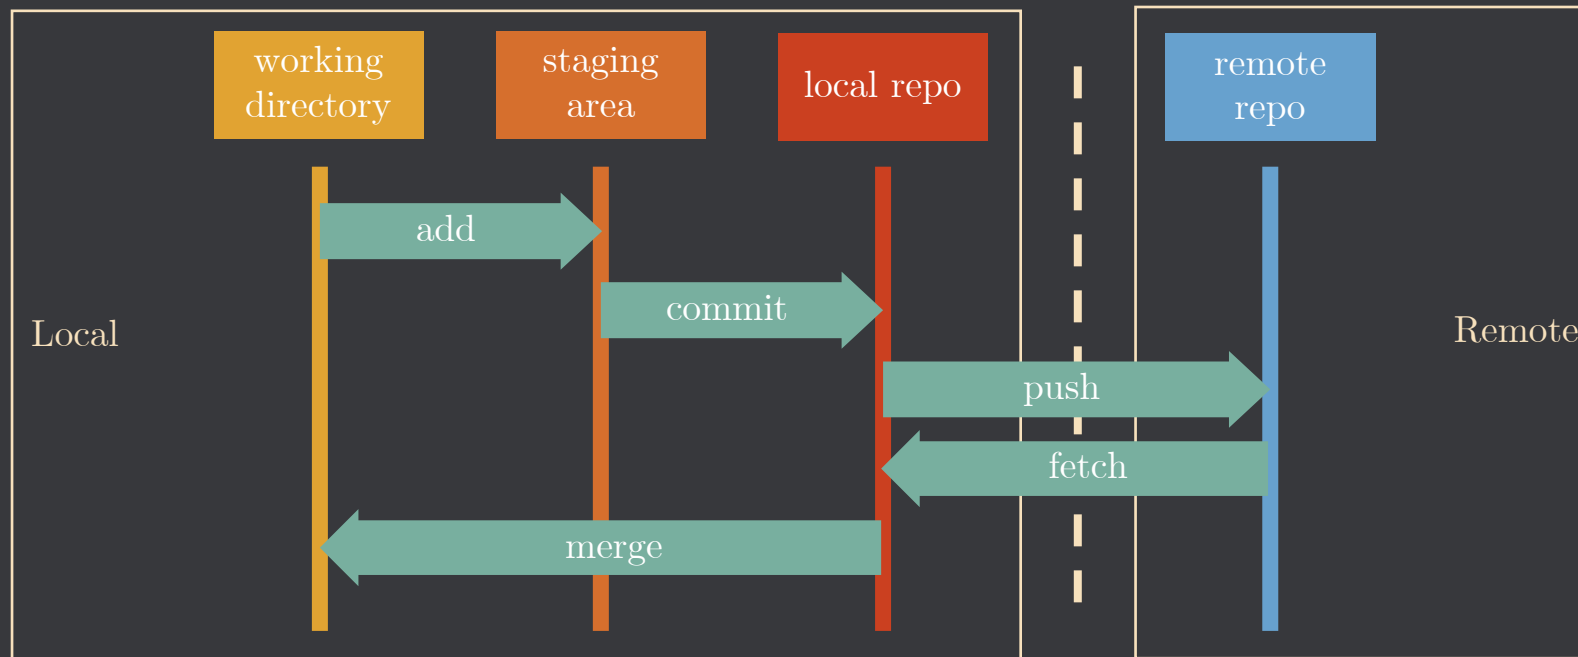 working
directory
staging
area
local repo
remote
repo
add
commit
Local
Remote
push
fetch
merge